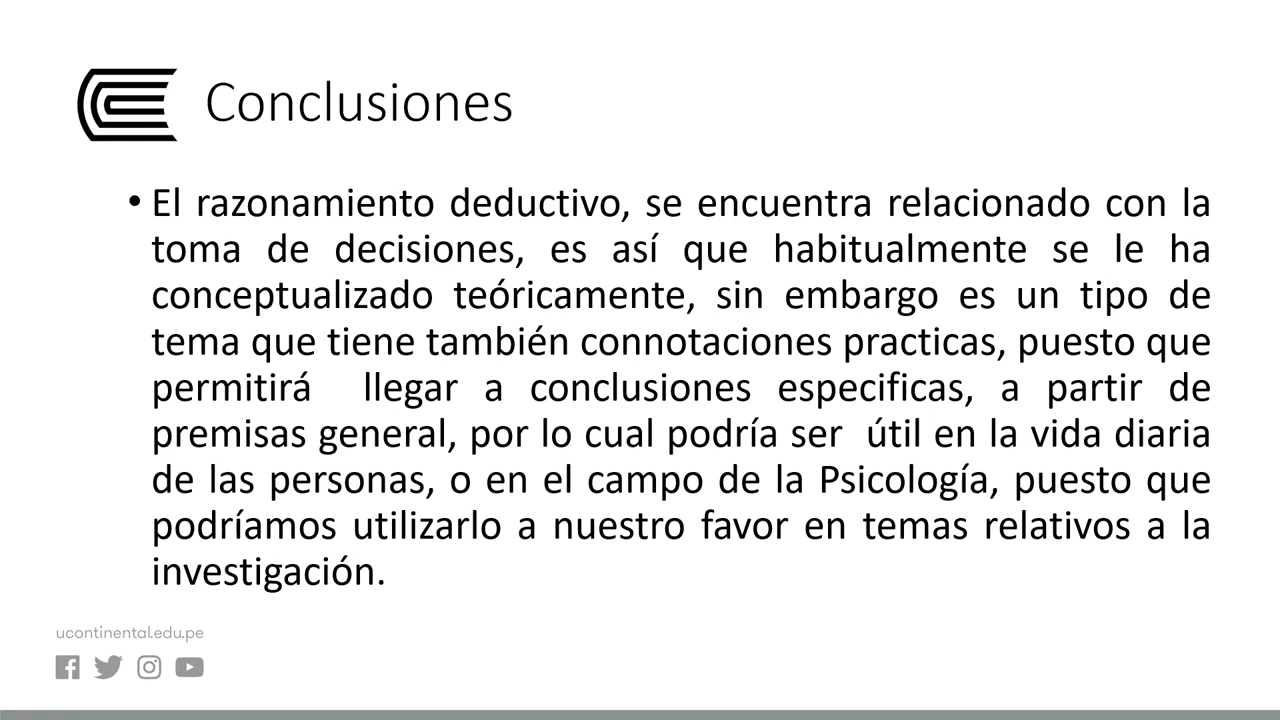 Conclusiones
• El razonamiento deductivo, se encuentra relacionado con la
toma de decisiones, es así que habitualmente se le ha
conceptualizado teóricamente, sin embargo es un tipo de
tema que tiene también connotaciones practicas, puesto que
permitirá  llegar a conclusiones especificas, a partir de
premisas general, por lo cual podría ser  útil en la vida diaria
de las personas, o en el campo de la Psicología, puesto que
podríamos utilizarlo a nuestro favor en temas relativos a la
investigación.
ucontinental.edu.pe